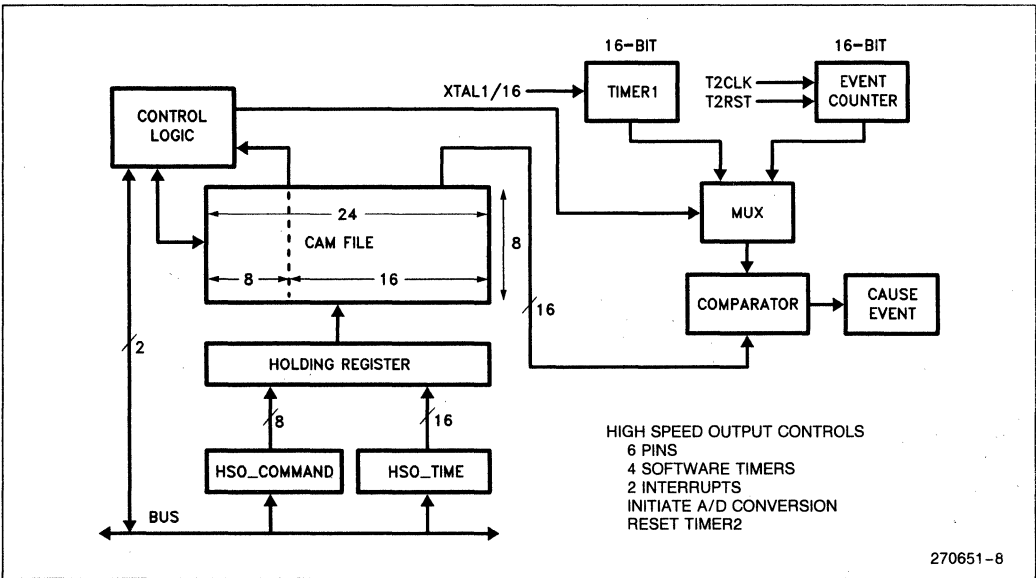 16-BIT
16-BIT
XTAL1/16
TIMER1
T2CLK
T2RST
EVENT
COUNTER
CONTROL
LOGIC
24
CAM FILE
8
16
8
MUX
16
COMPARATOR
CAUSE
EVENT
2
HOLDING REGISTER
8
16
HSO_COMMAND
HSO_TIME
BUS
HIGH SPEED OUTPUT CONTROLS
6 PINS
4 SOFTWARE TIMERS
2 INTERRUPTS
INITIATE A/D CONVERSION
RESET TIMER2
270651-8